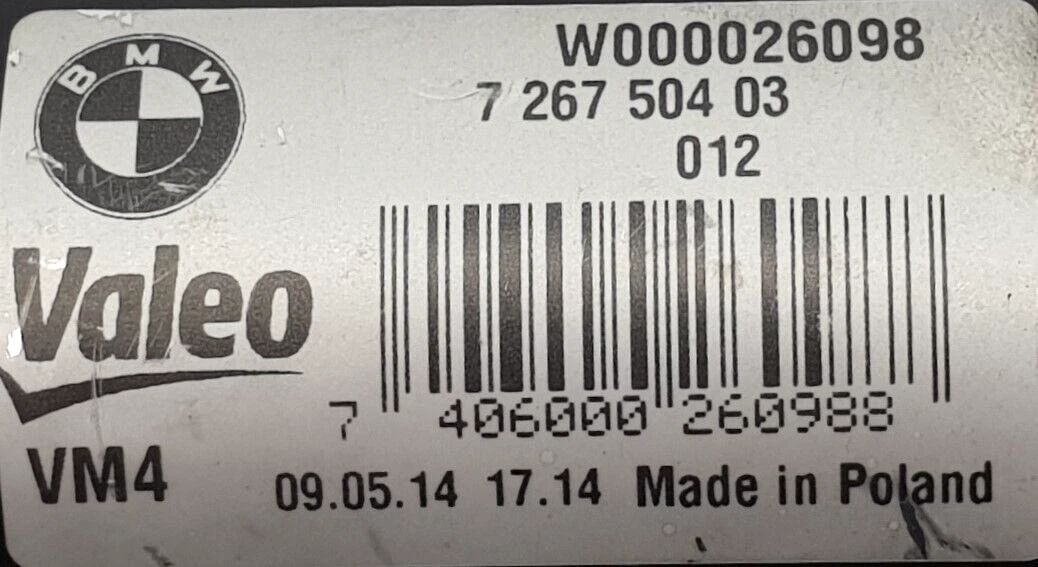 BMW
W000026098
7 267 504 03
012
Valeo
7 406000 260988
VM4
09.05.14 17.14 Made in Poland